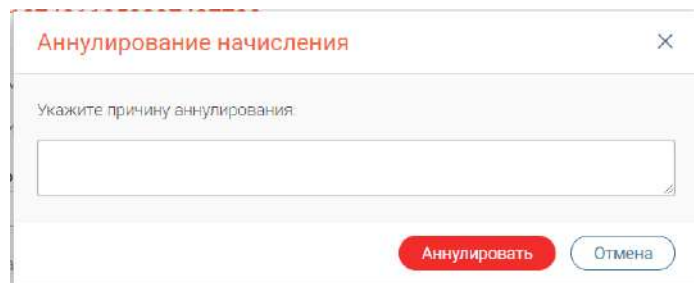 Аннулирование начисления
Укажите причину аннулирования:
Аннулировать
Отмена